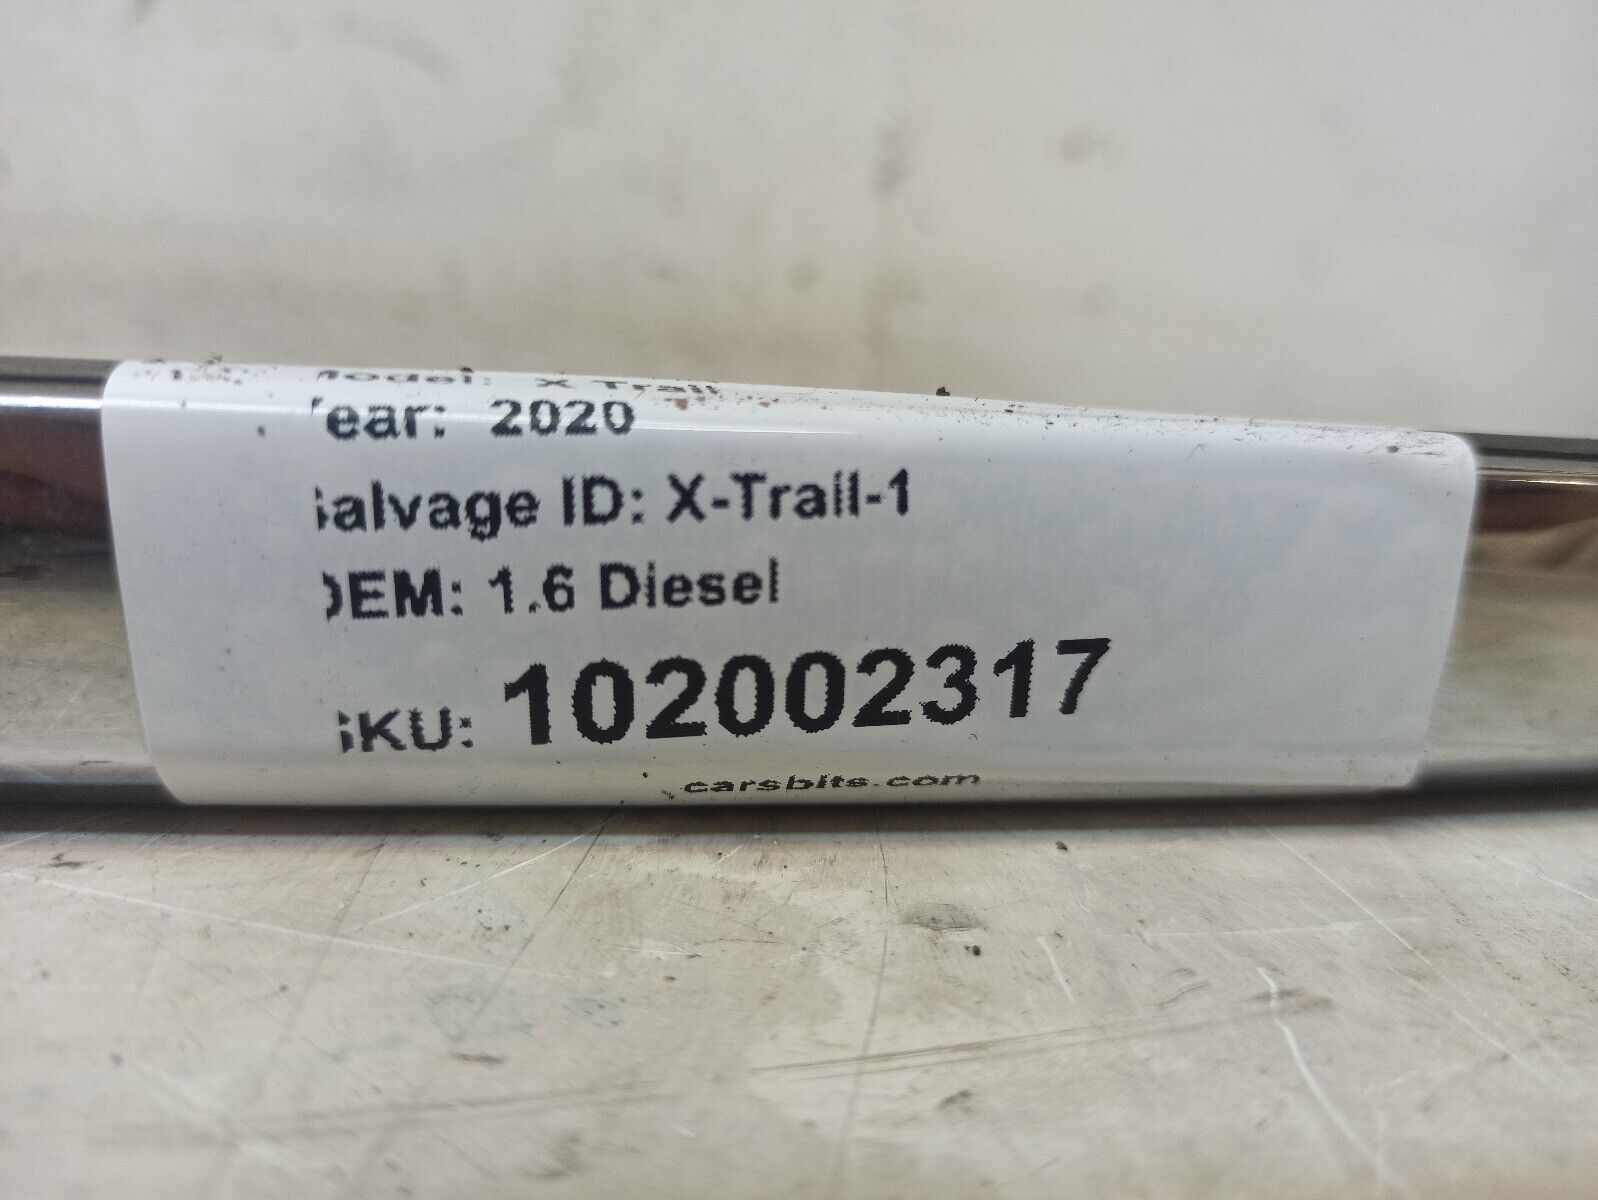 Model: X Trail
Year: 2020
Salvage ID: X-Trail-1
OEM: 1.6 Diesel
SKU: 102002317
carsbits.com